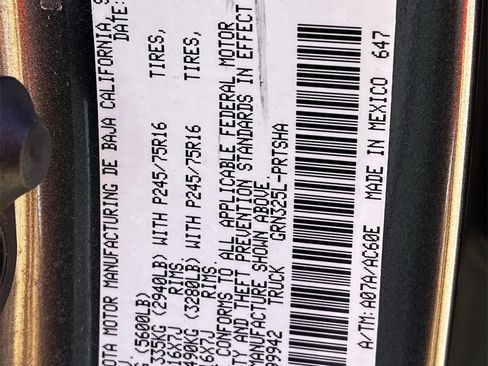 OTA MOTOR MANUFACTURING DE BAJA CALIFORNIA, S
DATE:
(5600LB)
335KG (2940LB) WITH P245/75R16 TIRES,
16X7J RIMS
490KG (3280LB) WITH P245/75R16 TIRES,
16X7J RIMS
CONFORMS TO ALL APPLICABLE FEDERAL MOTOR
TY AND THEFT PREVENTION STANDARDS IN EFFECT
MANUFACTURE SHOWN ABOVE.
99942 TRUCK GRN325L-PRTSHA
A/TM: A07A/AC60E MADE IN MEXICO 647